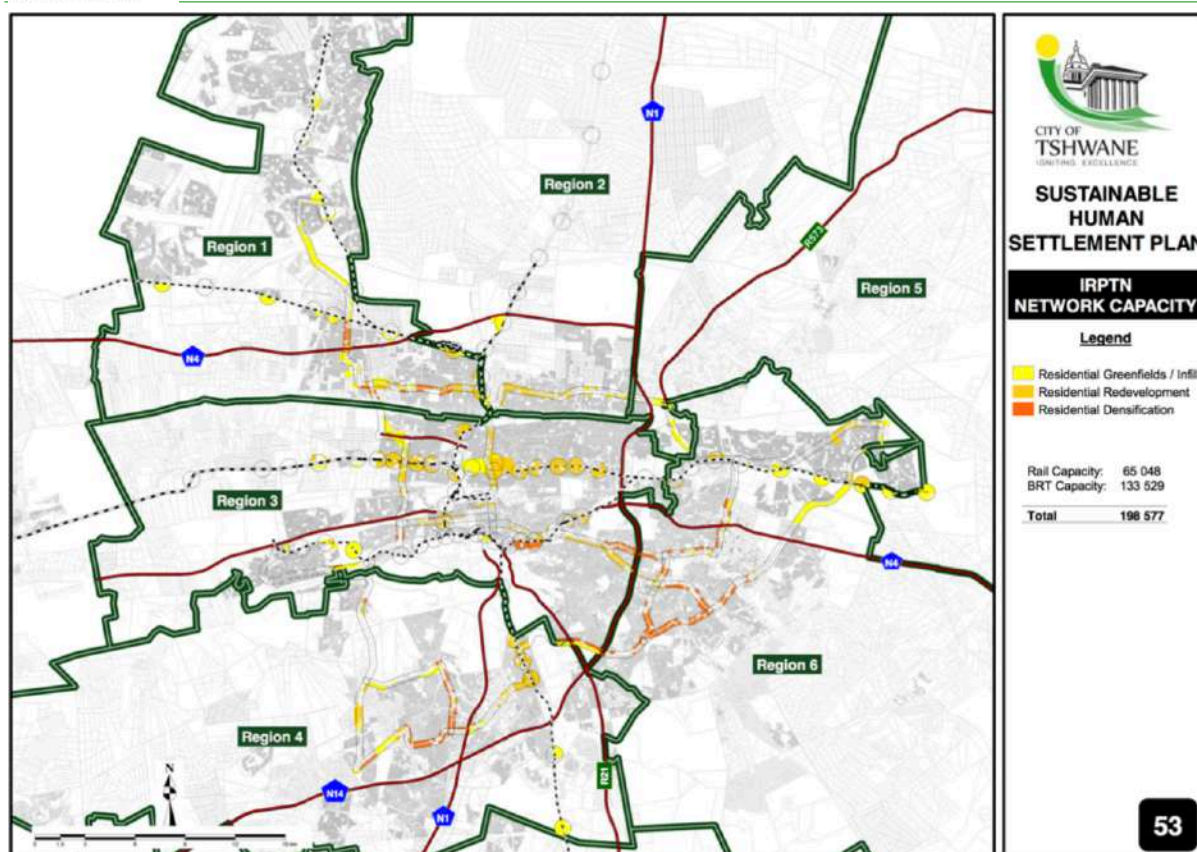 N1
Region 2
Region 1
R573
Region 5
N4
Region 3
N4
Region 6
Region 4
R21
N14
N1
N
CITY OF
TSHWANE
IGNITING EXCELLENCE
SUSTAINABLE
HUMAN
SETTLEMENT PLAN
IRPTN
NETWORK CAPACITY
Legend
Residential Greenfields / Infill
Residential Redevelopment
Residential Densification
Rail Capacity: 65 048
BRT Capacity: 133 529
Total 198 577
53